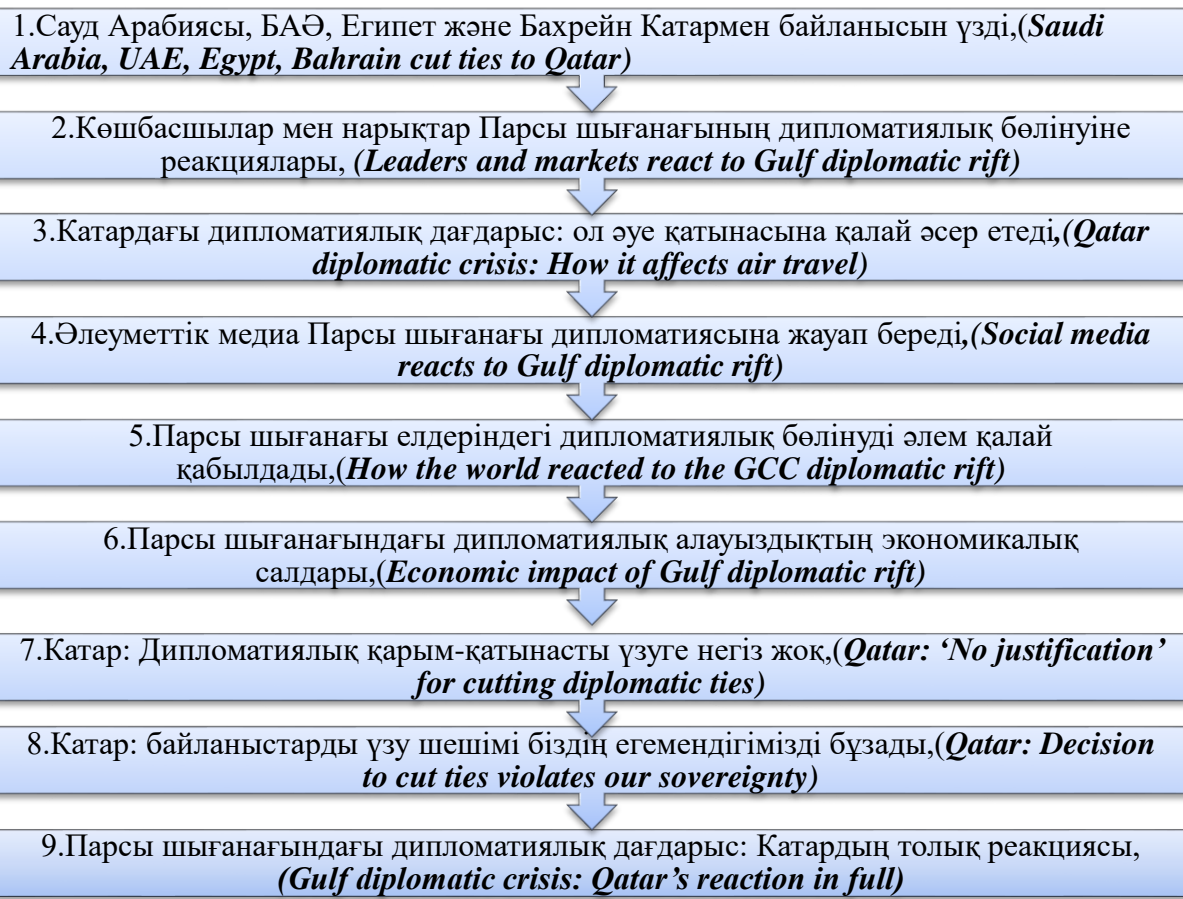 1.Сауд Арабиясы, БАӘ, Египет және Бахрейн Катармен байланысын үзді,(Saudi
Arabia, UAE, Egypt, Bahrain cut ties to Qatar)
2.Көшбасшылар мен нарықтар Парсы шығанағының дипломатиялық бөлінуіне
реакциялары, (Leaders and markets react to Gulf diplomatic rift)
3.Катардағы дипломатиялық дағдарыс: ол әуе қатынасына қалай әсер етеді,(Qatar
diplomatic crisis: How it affects air travel)
4.Әлеуметтік медиа Парсы шығанағы дипломатиясына жауап береді,(Social media
reacts to Gulf diplomatic rift)
5.Парсы шығанағы елдеріндегі дипломатиялық бөлінуді әлем қалай
қабылдады,(How the world reacted to the GCC diplomatic rift)
6.Парсы шығанағындағы дипломатиялық алауыздықтың экономикалық
салдары,(Economic impact of Gulf diplomatic rift)
7.Катар: Дипломатиялық қарым-қатынасты үзуге негіз жоқ,(Qatar: ‘No justification’
for cutting diplomatic ties)
8.Катар: байланыстарды үзу шешімі біздің егемендігімізді бұзады,(Qatar: Decision
to cut ties violates our sovereignty)
9.Парсы шығанағындағы дипломатиялық дағдарыс: Катардың толық реакциясы,
(Gulf diplomatic crisis: Qatar’s reaction in full)